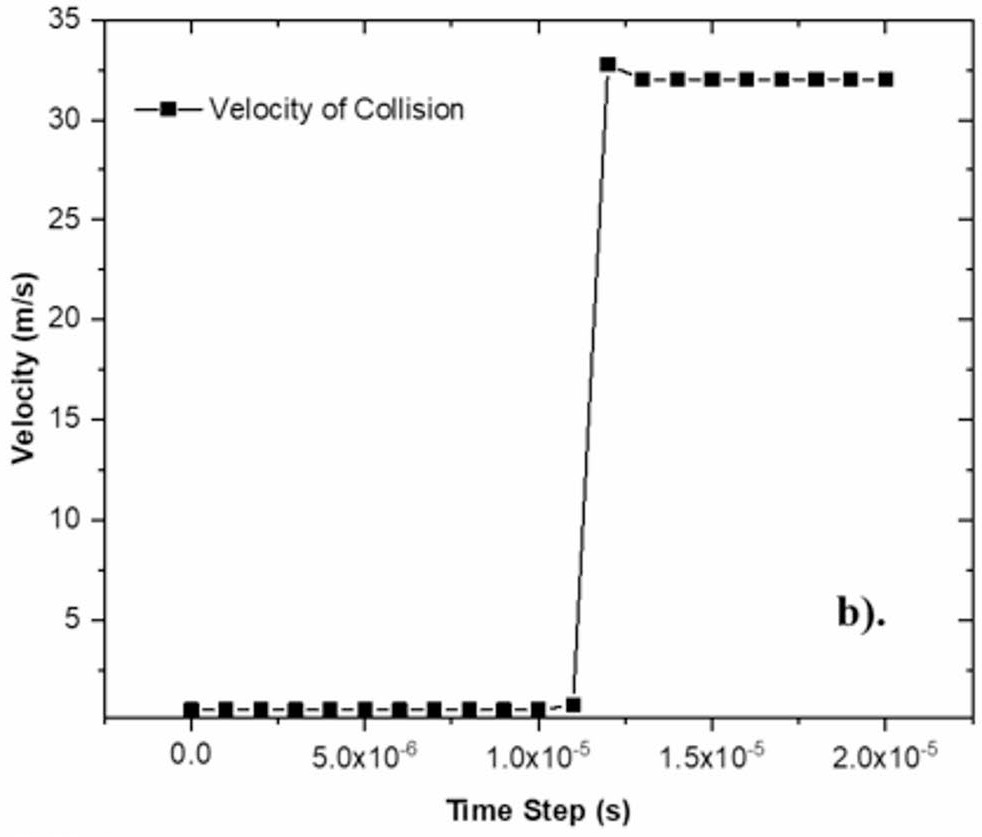 35
30
25
20
15
10
5
Velocity (m/s)
Velocity of Collision
b).
0.0 5.0x10⁻⁶ 1.0x10⁻⁵ 1.5x10⁻⁵ 2.0x10⁻⁵
Time Step (s)